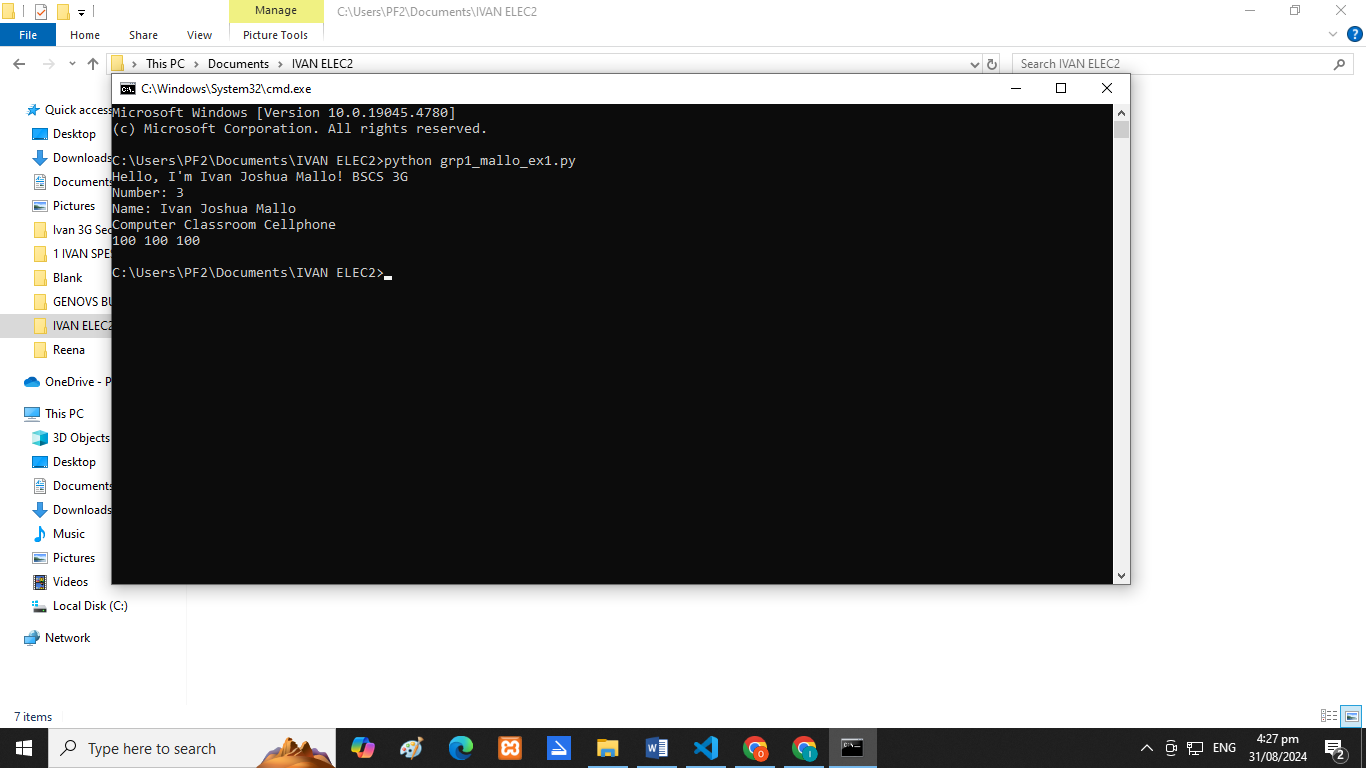 Manage
C:\Users\PF2\Documents\IVAN ELEC2
File
Home
Share
View
Picture Tools
This PC
Documents
IVAN ELEC2
Search IVAN ELEC2
C:\Windows\System32\cmd.exe
Microsoft Windows [Version 10.0.19045.4780]
(c) Microsoft Corporation. All rights reserved.
C:\Users\PF2\Documents\IVAN ELEC2>python grp1_mallo_ex1.py
Hello, I'm Ivan Joshua Mallo! BSCS 3G
Number: 3
Name: Ivan Joshua Mallo
Computer Classroom Cellphone
100 100 100
C:\Users\PF2\Documents\IVAN ELEC2>
Quick access
Desktop
Downloads
Documents
Pictures
Ivan 3G Sec
1 IVAN SPE
Blank
GENOVS BU
IVAN ELEC2
Reena
OneDrive - P
This PC
3D Objects
Desktop
Documents
Downloads
Music
Pictures
Videos
Local Disk (C:)
Network
7 items
Type here to search
ENG
4:27 pm
31/08/2024
2